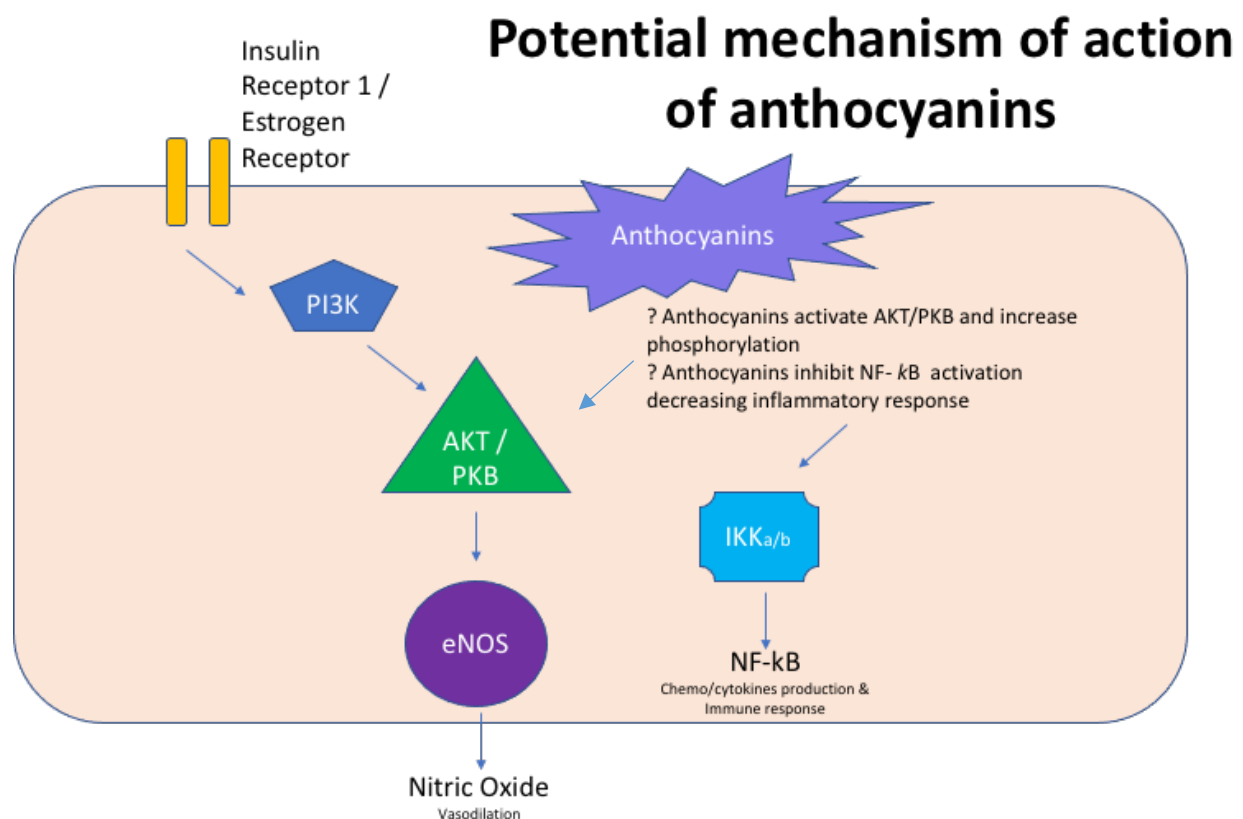 Potential mechanism of action
of anthocyanins
Insulin
Receptor 1 /
Estrogen
Receptor
Anthocyanins
PI3K
? Anthocyanins activate AKT/PKB and increase
phosphorylation
? Anthocyanins inhibit NF- kB  activation
decreasing inflammatory response
AKT /
PKB
IKKa/b
eNOS
NF-kB
Chemo/cytokines production &
Immune response
Nitric Oxide
Vasodilation